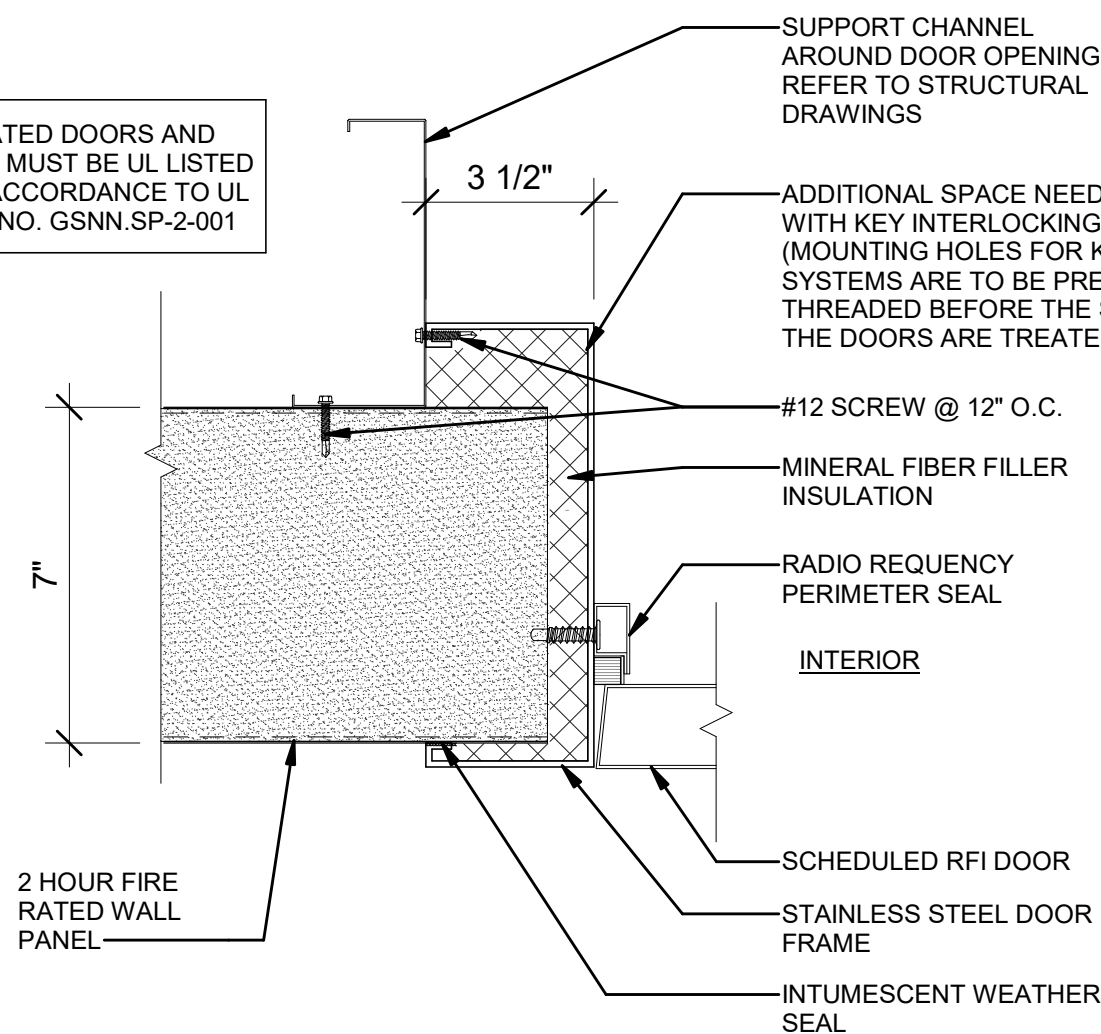 SUPPORT CHANNEL
AROUND DOOR OPENING
REFER TO STRUCTURAL
DRAWINGS
ATED DOORS AND
MUST BE UL LISTED
ACCORDANCE TO UL
NO. GSNN.SP-2-001
3 1/2"
ADDITIONAL SPACE NEED
WITH KEY INTERLOCKING
(MOUNTING HOLES FOR K
SYSTEMS ARE TO BE PRE
THREADED BEFORE THE S
THE DOORS ARE TREATE
#12 SCREW @ 12" O.C.
MINERAL FIBER FILLER
INSULATION
7"
RADIO REQUENCY
PERIMETER SEAL
INTERIOR
2 HOUR FIRE
RATED WALL
PANEL
SCHEDULED RFI DOOR
STAINLESS STEEL DOOR
FRAME
INTUMESCENT WEATHER
SEAL